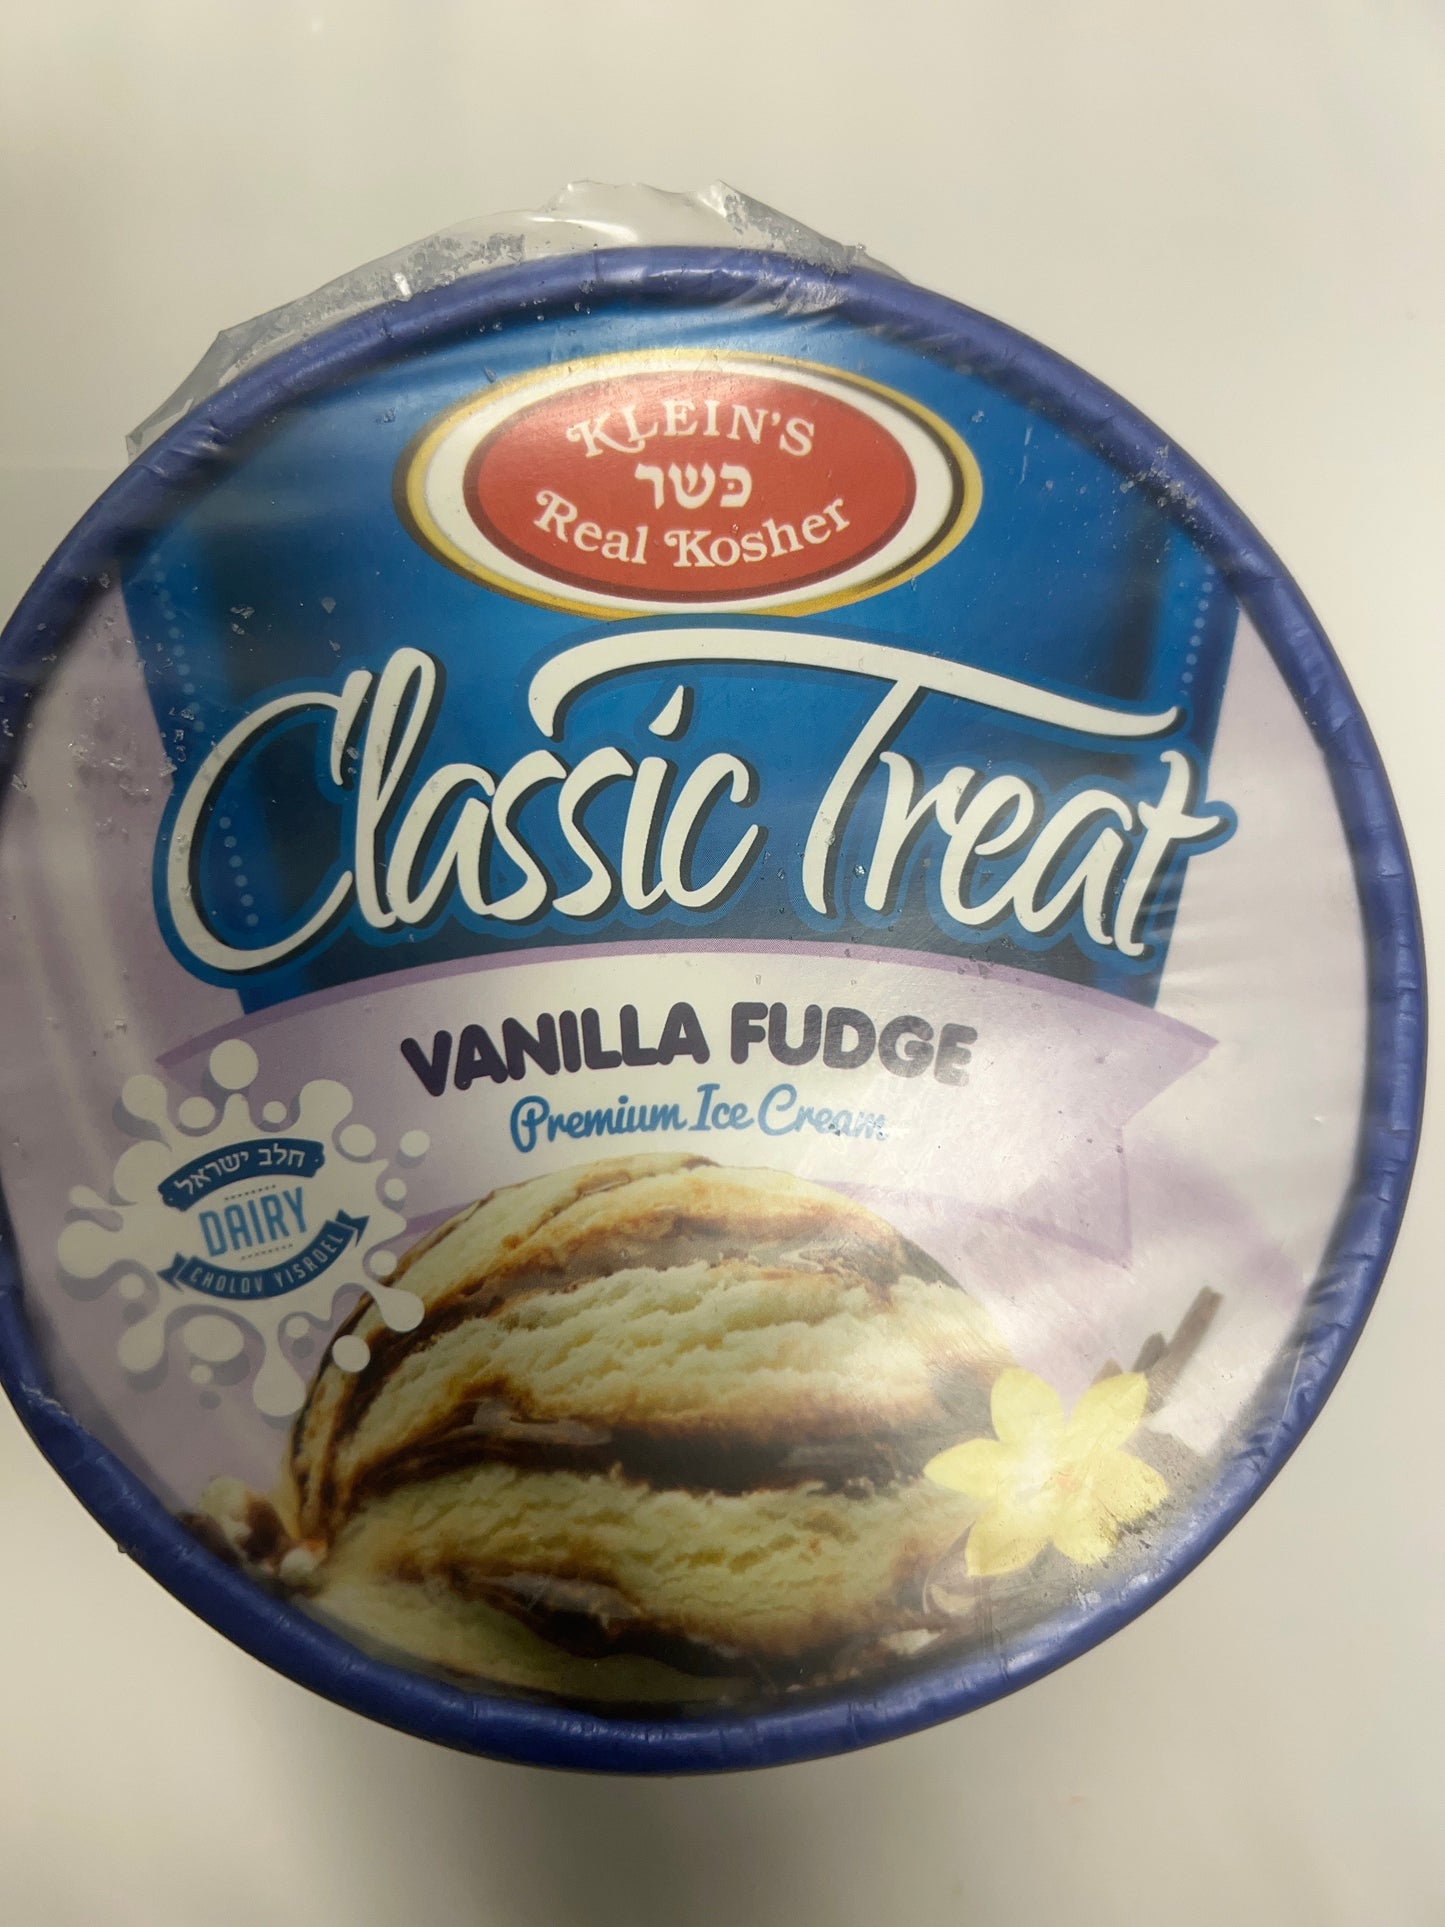 KLEIN'S
כשר
Real Kosher
Classic Treat
VANILLA FUDGE
Premium Ice Cream
חלב ישראל
DAIRY
CHOLOV YISROEL